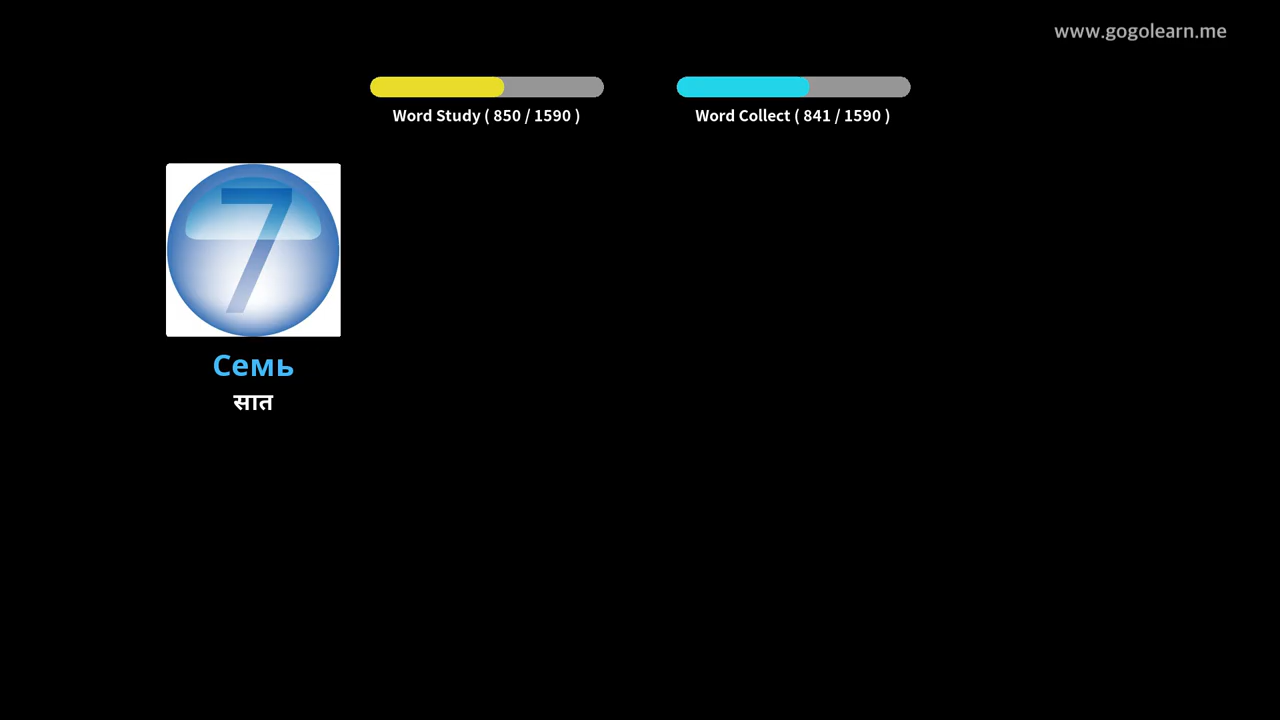 www.gogolearn.me
Word Study ( 850 / 1590 )
Word Collect ( 841 / 1590 )
7
Семь
सात